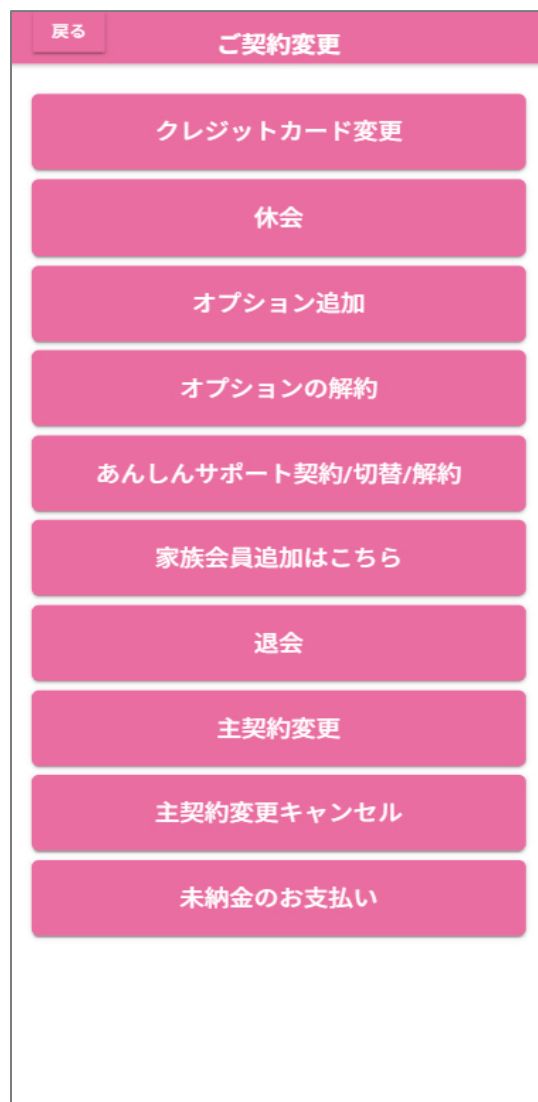 戻る
ご契約変更
クレジットカード変更
休会
オプション追加
オプションの解約
あんしんサポート契約/切替/解約
家族会員追加はこちら
退会
主契約変更
主契約変更キャンセル
未納金のお支払い